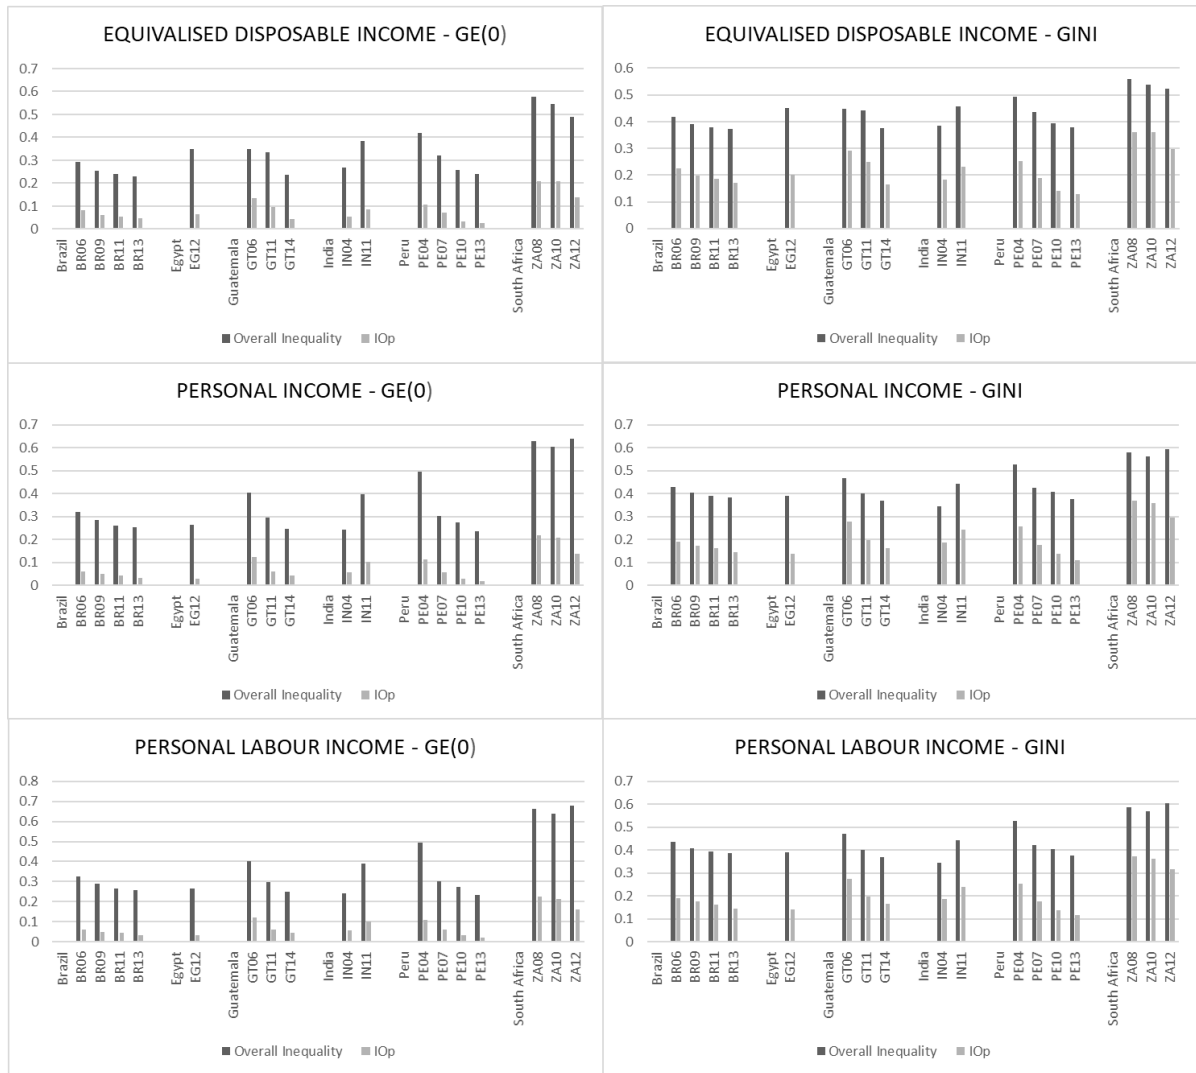 EQUIVALISED DISPOSABLE INCOME - GE(0)
0.7
0.6
0.5
0.4
0.3
0.2
0.1
0
Brazil
BR06
BR09
BR11
BR13
Egypt
EG12
Guatemala
GT06
GT11
GT14
India
IN04
IN11
Peru
PE04
PE07
PE10
PE13
South Africa
ZA08
ZA10
ZA12
Overall Inequality IOp
EQUIVALISED DISPOSABLE INCOME - GINI
0.6
0.5
0.4
0.3
0.2
0.1
0
Brazil
BR06
BR09
BR11
BR13
Egypt
EG12
Guatemala
GT06
GT11
GT14
India
IN04
IN11
Peru
PE04
PE07
PE10
PE13
South Africa
ZA08
ZA10
ZA12
Overall Inequality IOp
PERSONAL INCOME - GE(0)
0.7
0.6
0.5
0.4
0.3
0.2
0.1
0
Brazil
BR06
BR09
BR11
BR13
Egypt
EG12
Guatemala
GT06
GT11
GT14
India
IN04
IN11
Peru
PE04
PE07
PE10
PE13
South Africa
ZA08
ZA10
ZA12
Overall Inequality IOp
PERSONAL INCOME - GINI
0.7
0.6
0.5
0.4
0.3
0.2
0.1
0
Brazil
BR06
BR09
BR11
BR13
Egypt
EG12
Guatemala
GT06
GT11
GT14
India
IN04
IN11
Peru
PE04
PE07
PE10
PE13
South Africa
ZA08
ZA10
ZA12
Overall Inequality IOp
PERSONAL LABOUR INCOME - GE(0)
0.8
0.7
0.6
0.5
0.4
0.3
0.2
0.1
0
Brazil
BR06
BR09
BR11
BR13
Egypt
EG12
Guatemala
GT06
GT11
GT14
India
IN04
IN11
Peru
PE04
PE07
PE10
PE13
South Africa
ZA08
ZA10
ZA12
Overall Inequality IOp
PERSONAL LABOUR INCOME - GINI
0.7
0.6
0.5
0.4
0.3
0.2
0.1
0
Brazil
BR06
BR09
BR11
BR13
Egypt
EG12
Guatemala
GT06
GT11
GT14
India
IN04
IN11
Peru
PE04
PE07
PE10
PE13
South Africa
ZA08
ZA10
ZA12
Overall Inequality IOp